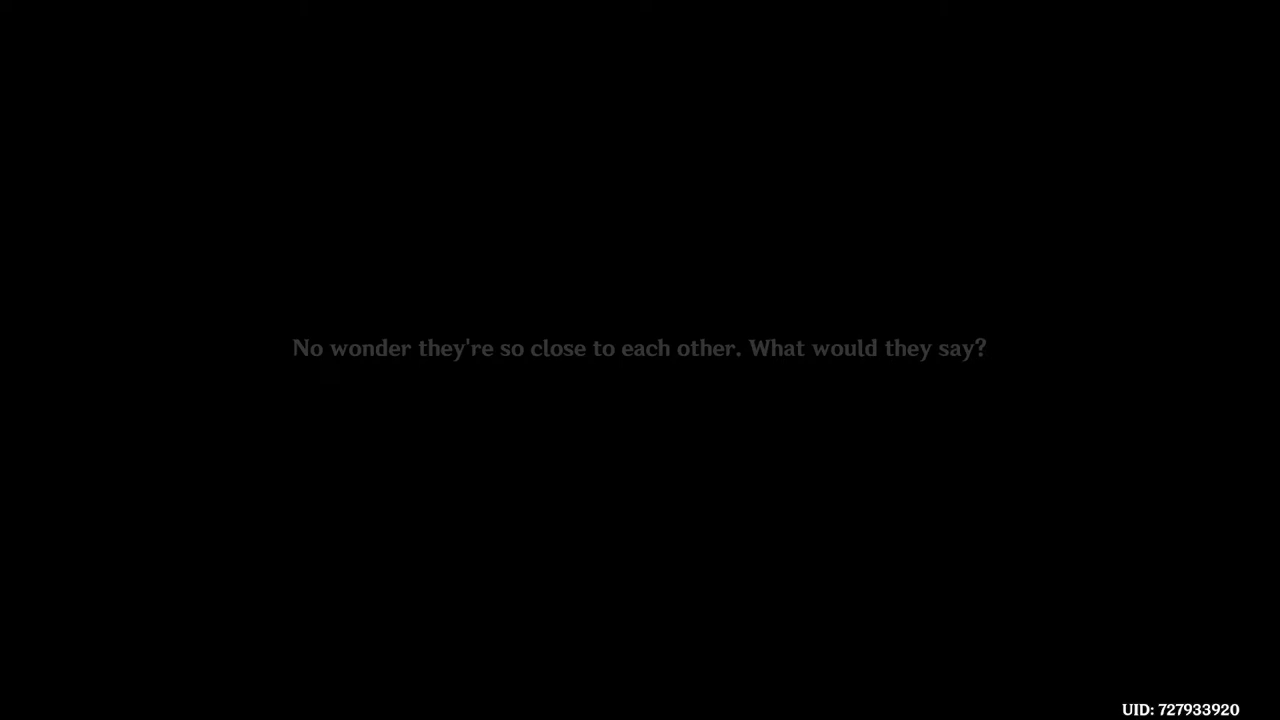 No wonder they're so close to each other. What would they say?
UID: 727933920